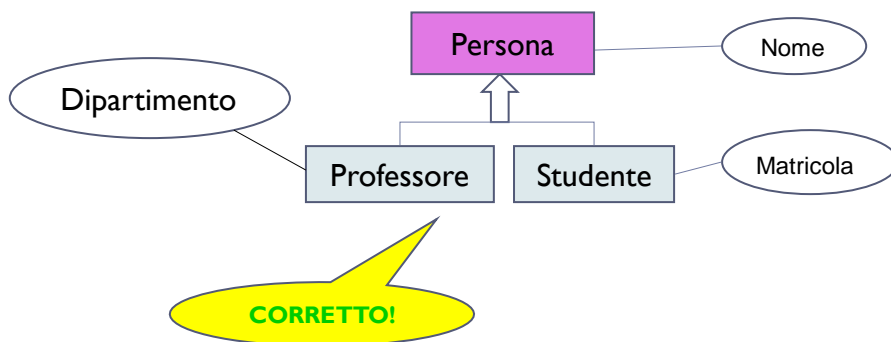 Persona
Nome
Dipartimento
Professore
Studente
Matricola
CORRETTO!